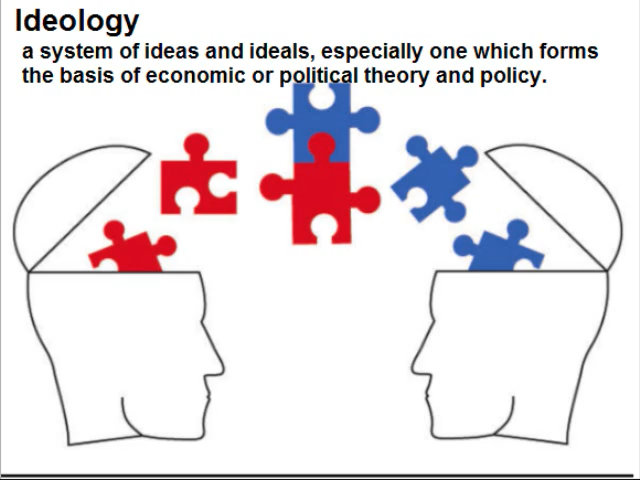 Ideology
a system of ideas and ideals, especially one which forms
the basis of economic or political theory and policy.